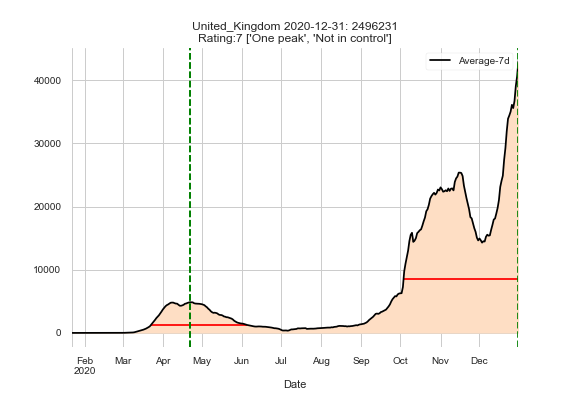 United_Kingdom 2020-12-31: 2496231
Rating:7 ['One peak', 'Not in control']
Average-7d
40000
30000
20000
10000
0
Feb Mar Apr May Jun Jul Aug Sep Oct Nov Dec
2020
Date